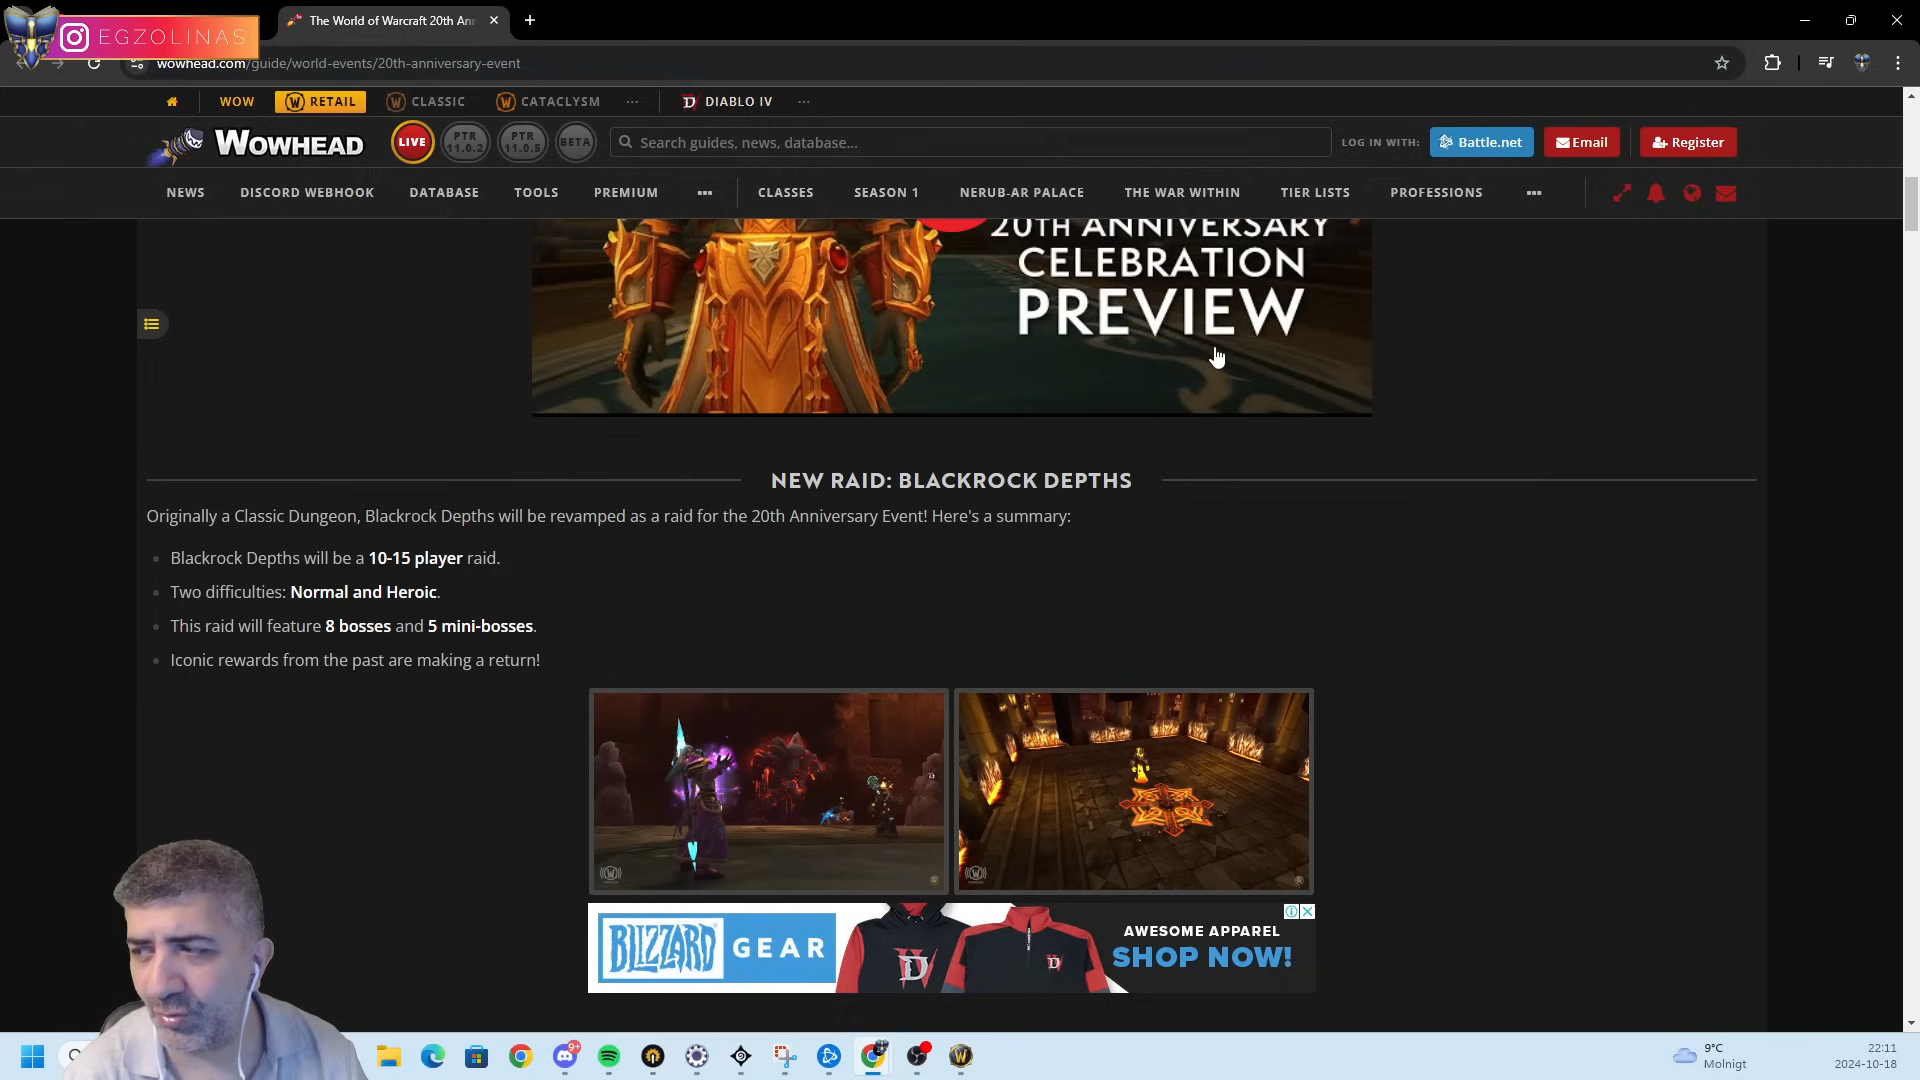 The World of Warcraft 20th Ann
EGZOLINAS
wowhead.com/guide/world-events/20th-anniversary-event
WOW
RETAIL
CLASSIC
CATACLYSM
DIABLO IV
WOWHEAD
LIVE
PTR
11.0.2
PTR
11.0.5
BETA
Search guides, news, database...
LOG IN WITH:
Battle.net
Email
Register
NEWS
DISCORD WEBHOOK
DATABASE
TOOLS
PREMIUM
CLASSES
SEASON 1
NERUB-AR PALACE
THE WAR WITHIN
TIER LISTS
PROFESSIONS
20TH ANNIVERSARY
CELEBRATION
PREVIEW
NEW RAID: BLACKROCK DEPTHS
Originally a Classic Dungeon, Blackrock Depths will be revamped as a raid for the 20th Anniversary Event! Here's a summary:
Blackrock Depths will be a 10-15 player raid.
Two difficulties: Normal and Heroic.
This raid will feature 8 bosses and 5 mini-bosses.
Iconic rewards from the past are making a return!
BLIZZARD GEAR
AWESOME APPAREL
SHOP NOW!
9+
9°C
Molnigt
22:11
2024-10-18